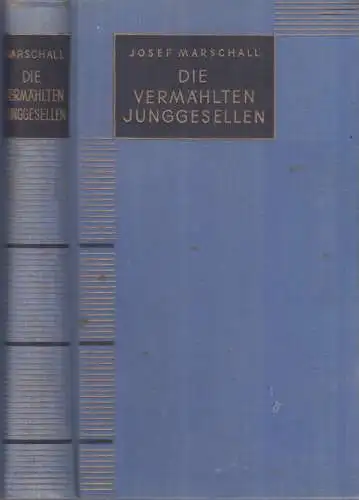 MARSCHALL
DIE
VERMÄHLTEN
JUNGGESELLEN
JOSEF MARSCHALL
DIE
VERMÄHLTEN
JUNGGESELLEN